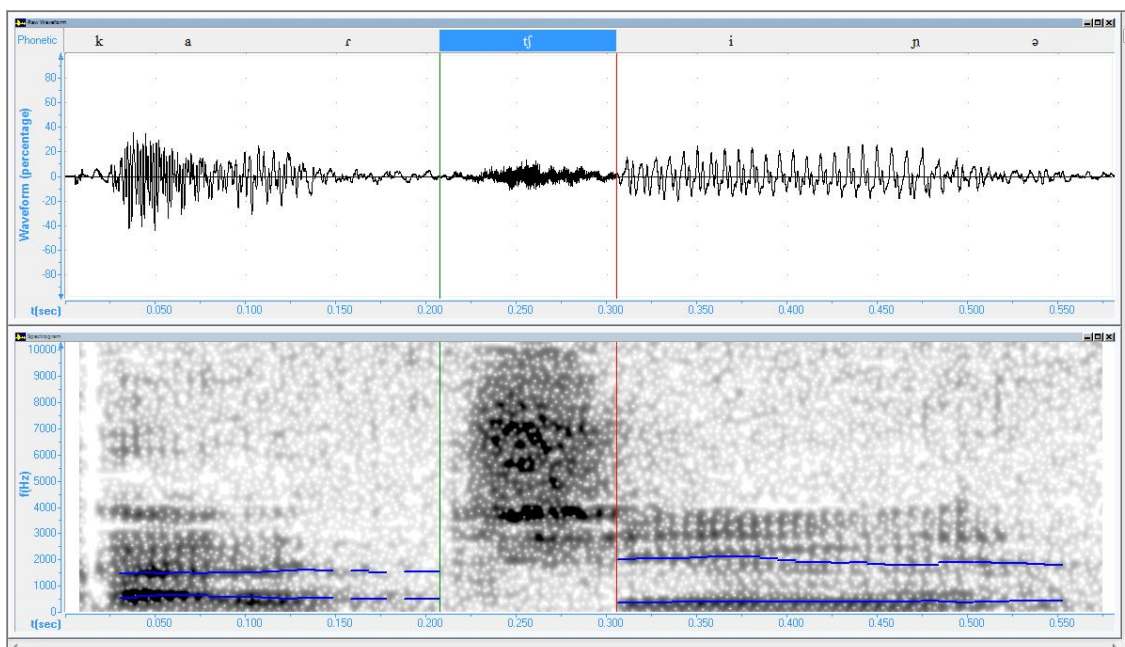 Raw Waveform
Phonetic k a ɾ tʃ i ɲ ə
Waveform (percentage)
80
60
40
20
0
-20
-40
-60
-80
t(sec) 0.050 0.100 0.150 0.200 0.250 0.300 0.350 0.400 0.450 0.500 0.550
Spectrogram
f(Hz)
10000
9000
8000
7000
6000
5000
4000
3000
2000
1000
0
t(sec) 0.050 0.100 0.150 0.200 0.250 0.300 0.350 0.400 0.450 0.500 0.550